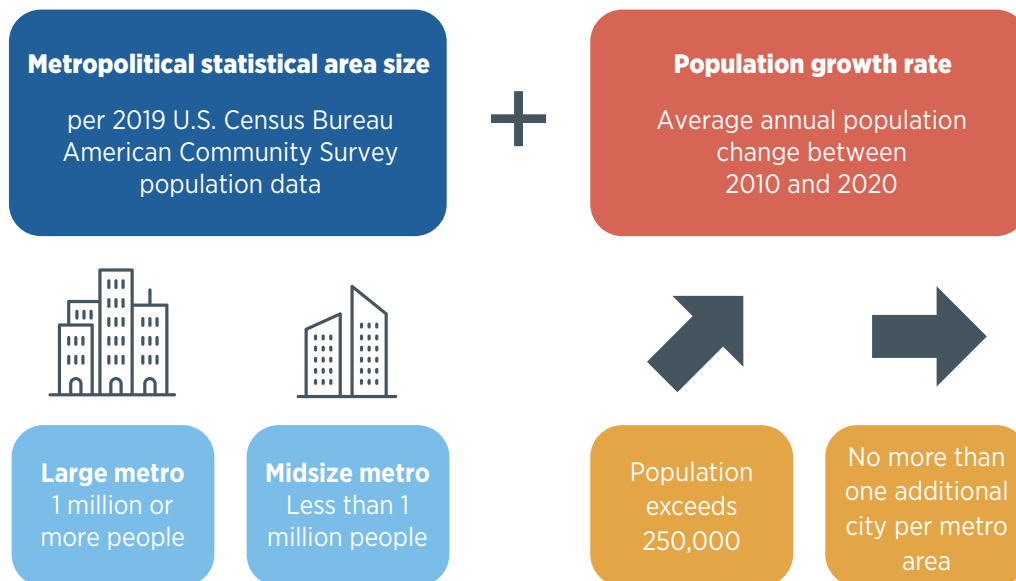 Metropolitical statistical area size
per 2019 U.S. Census Bureau
American Community Survey
population data
Population growth rate
Average annual population
change between
2010 and 2020
Large metro
1 million or
more people
Midsize metro
Less than 1
million people
Population
exceeds
250,000
No more than
one additional
city per metro
area